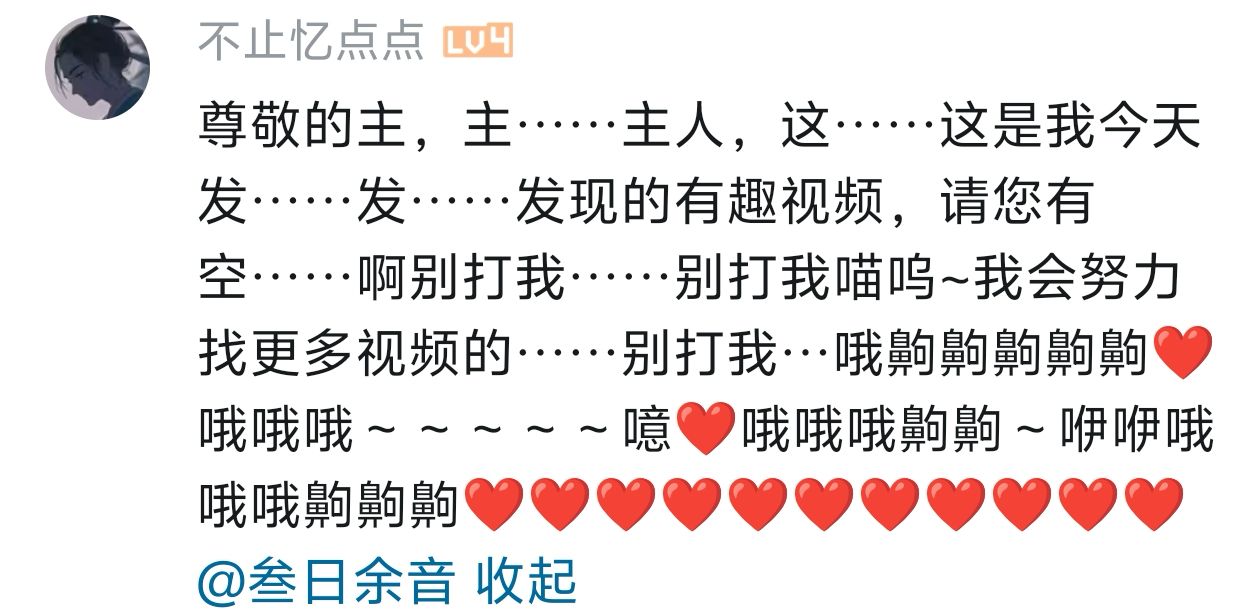 不止忆点点 LV4
尊敬的主，主……主人，这……这是我今天
发……发……发现的有趣视频，请您有
空……啊别打我……别打我喵呜~我会努力
找更多视频的……别打我…哦齁齁齁齁齁❤️
哦哦哦～～～～～噫❤️哦哦哦齁齁～咿咿哦
哦哦齁齁齁❤️❤️❤️❤️❤️❤️❤️❤️❤️❤️❤️
@叁日余音 收起